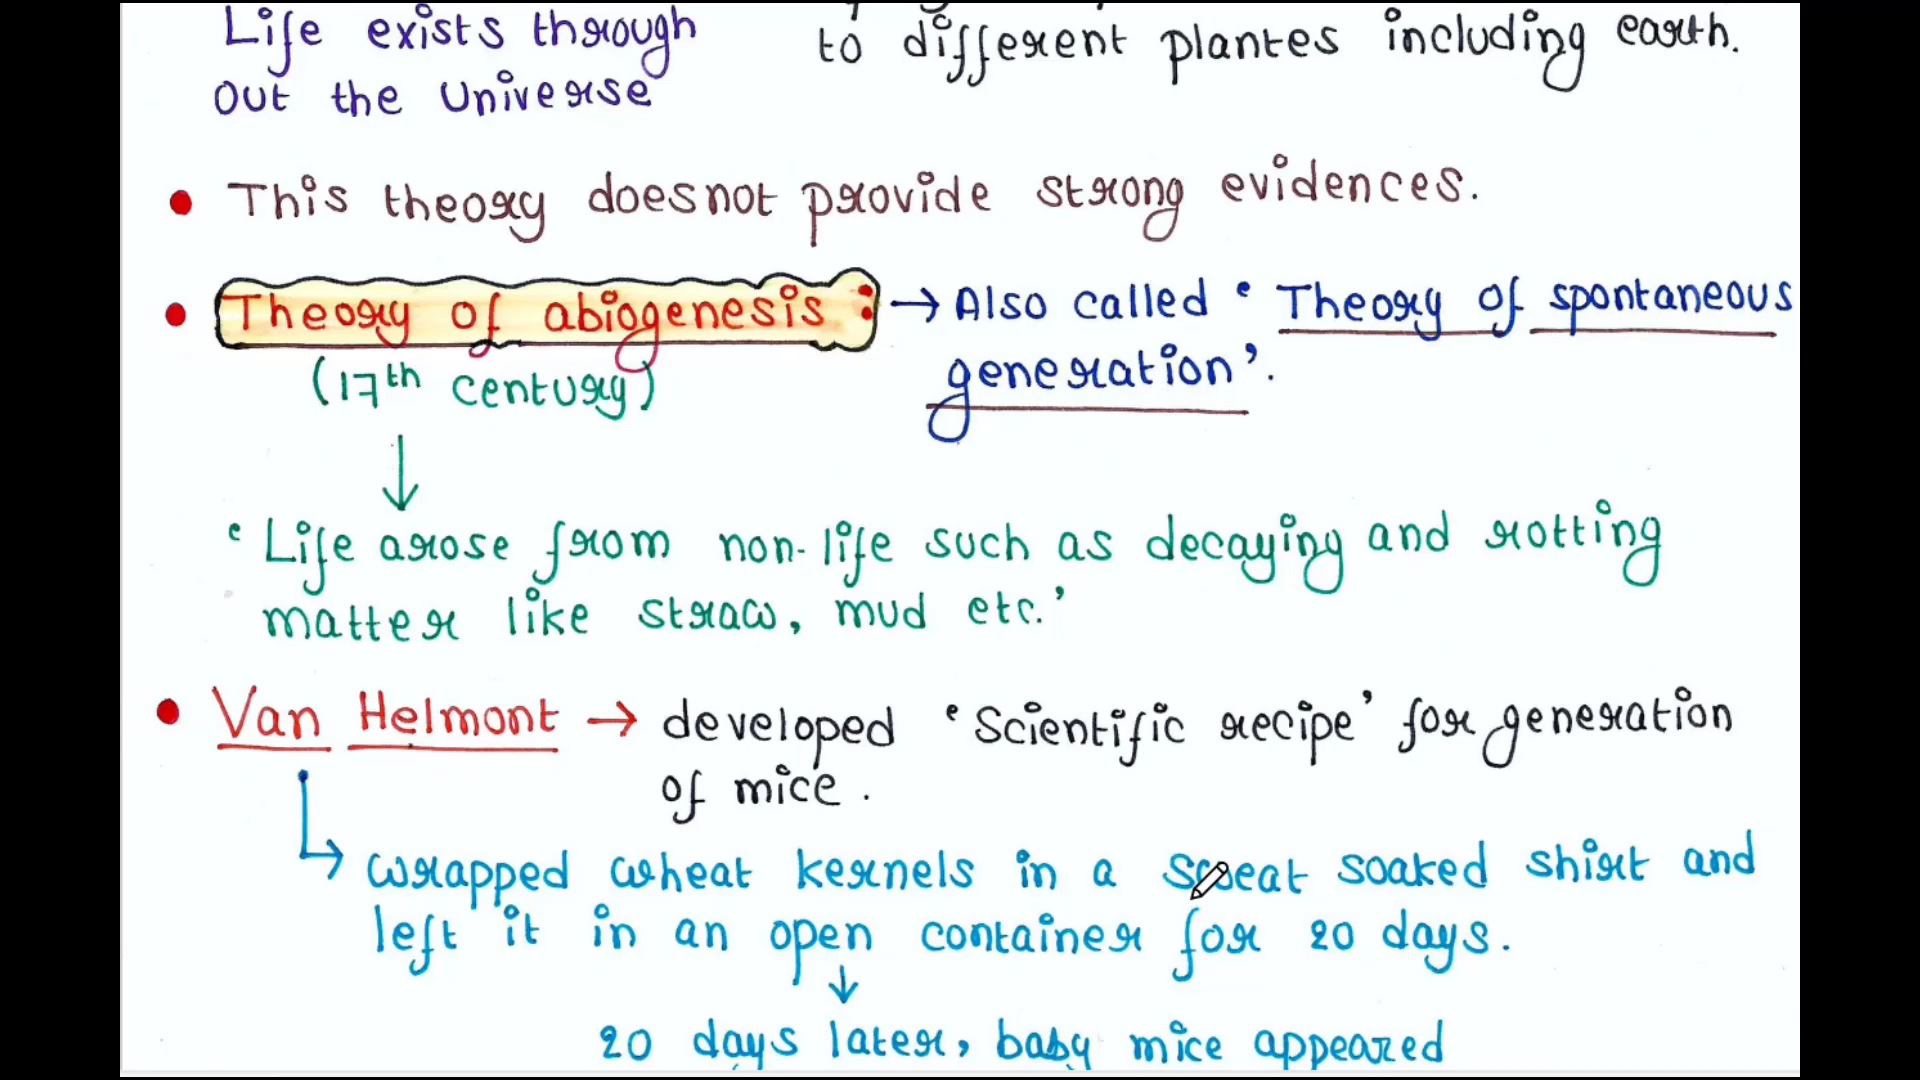 Life exists through
to different plantes including earth.
out the Universe
This theory doesnot provide strong evidences.
Theory of abiogenesis : → Also called ‘Theory of spontaneous
(17th century)
generation’.
‘Life arose from non-life such as decaying and rotting
matter like straw, mud etc.’
Van Helmont → developed ‘Scientific recipe’ for generation
of mice.
wrapped wheat kernels in a sweat soaked shirt and
left it in an open container for 20 days.
20 days later, baby mice appeared